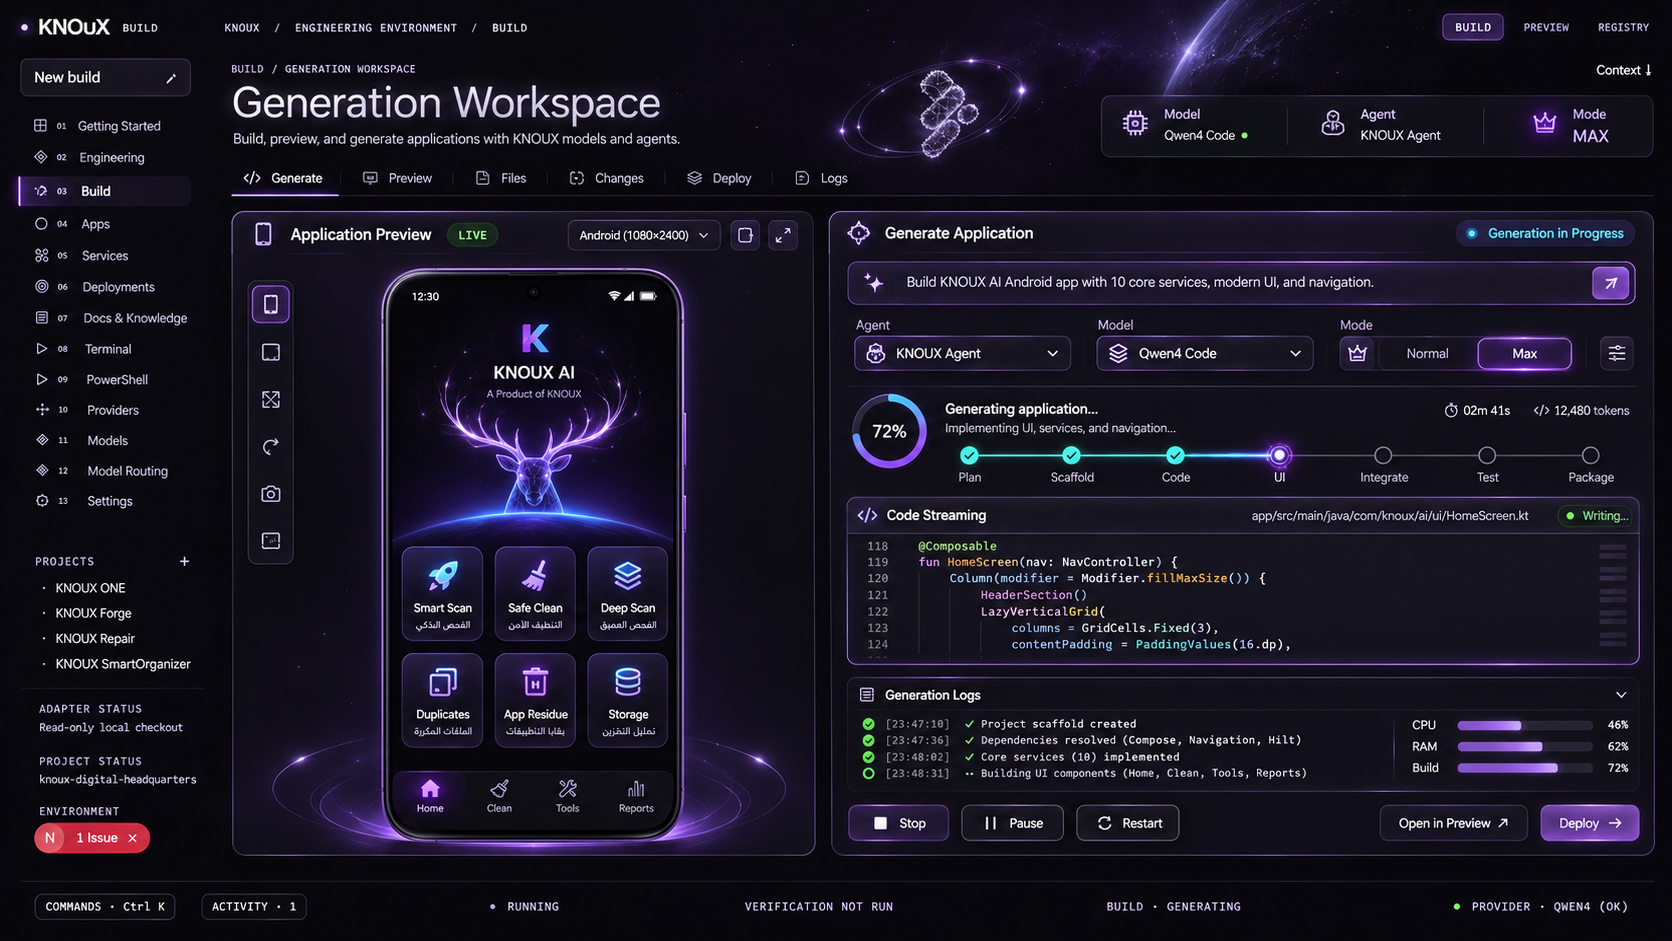 KNOuX BUILD
KNOUX / ENGINEERING ENVIRONMENT / BUILD
BUILD PREVIEW REGISTRY
New build
01 Getting Started
02 Engineering
03 Build
04 Apps
05 Services
06 Deployments
07 Docs & Knowledge
08 Terminal
09 PowerShell
10 Providers
11 Models
12 Model Routing
13 Settings
PROJECTS +
· KNOUX ONE
· KNOUX Forge
· KNOUX Repair
· KNOUX SmartOrganizer
ADAPTER STATUS
Read-only local checkout
PROJECT STATUS
knoux-digital-headquarters
ENVIRONMENT
N 1 Issue ×
BUILD / GENERATION WORKSPACE
Generation Workspace
Build, preview, and generate applications with KNOUX models and agents.
Context
Model
Qwen4 Code
Agent
KNOUX Agent
Mode
MAX
Generate Preview Files Changes Deploy Logs
Application Preview LIVE Android (1080×2400)
12:30
K
KNOUX AI
A Product of KNOUX
Smart Scan
الفحص الذكي
Safe Clean
التنظيف الأمن
Deep Scan
الفحص العميق
Duplicates
الملفات المكررة
App Residue
بقايا التطبيقات
Storage
تحليل التخزين
Home Clean Tools Reports
Generate Application Generation in Progress
Build KNOUX AI Android app with 10 core services, modern UI, and navigation.
Agent
KNOUX Agent
Model
Qwen4 Code
Mode
Normal Max
72%
Generating application...
Implementing UI, services, and navigation...
02m 41s </> 12,480 tokens
Plan Scaffold Code UI Integrate Test Package
</> Code Streaming app/src/main/java/com/knoux/ai/ui/HomeScreen.kt Writing...
118 @Composable
119 fun HomeScreen(nav: NavController) {
120 Column(modifier = Modifier.fillMaxSize()) {
121 HeaderSection()
122 LazyVerticalGrid(
123 columns = GridCells.Fixed(3),
124 contentPadding = PaddingValues(16.dp),
Generation Logs
[23:47:10] ✓ Project scaffold created
[23:47:36] ✓ Dependencies resolved (Compose, Navigation, Hilt)
[23:48:02] ✓ Core services (10) implemented
[23:48:31] Building UI components (Home, Clean, Tools, Reports)
CPU 46%
RAM 62%
Build 72%
Stop Pause Restart Open in Preview ↗ Deploy →
COMMANDS · Ctrl K ACTIVITY · 1 RUNNING VERIFICATION NOT RUN BUILD · GENERATING PROVIDER · QWEN4 (OK)